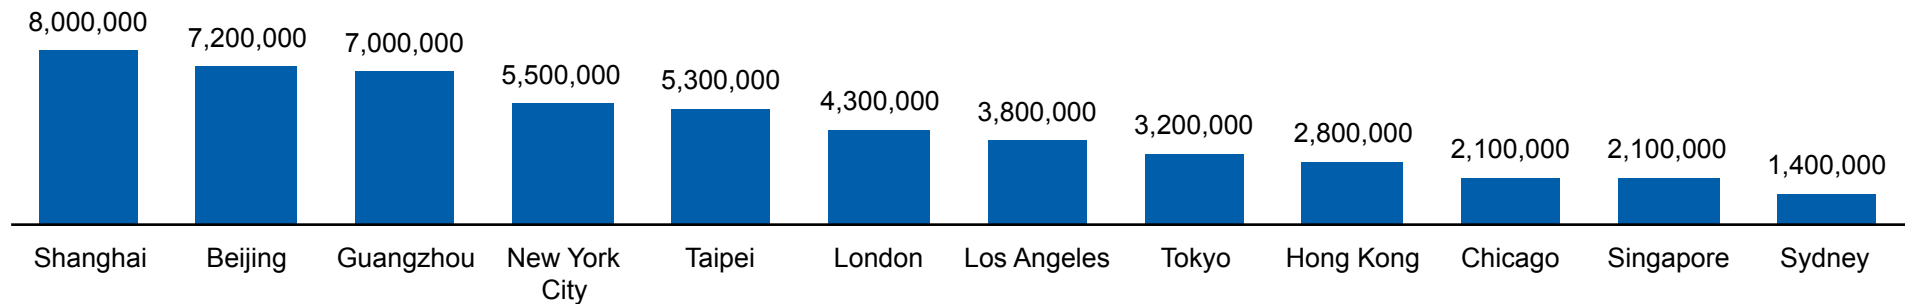 8,000,000
7,200,000
7,000,000
5,500,000
5,300,000
4,300,000
3,800,000
3,200,000
2,800,000
2,100,000
2,100,000
1,400,000
Shanghai
Beijing
Guangzhou
New York
City
Taipei
London
Los Angeles
Tokyo
Hong Kong
Chicago
Singapore
Sydney